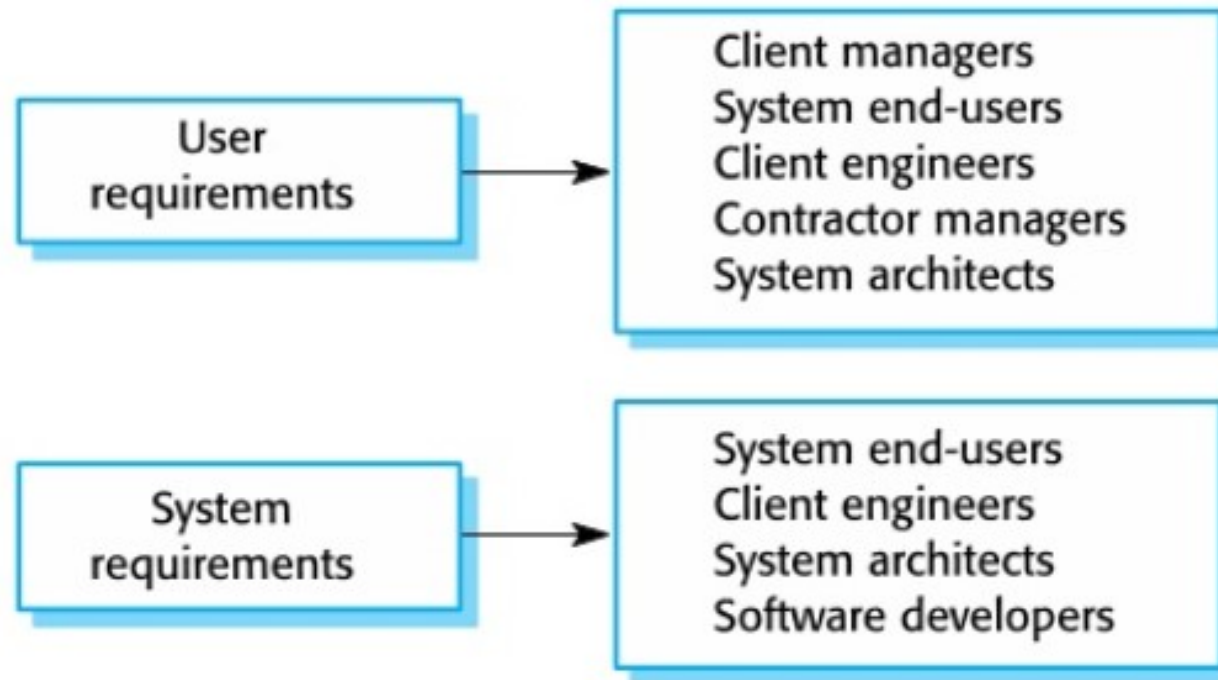 User
requirements
Client managers
System end-users
Client engineers
Contractor managers
System architects
System
requirements
System end-users
Client engineers
System architects
Software developers